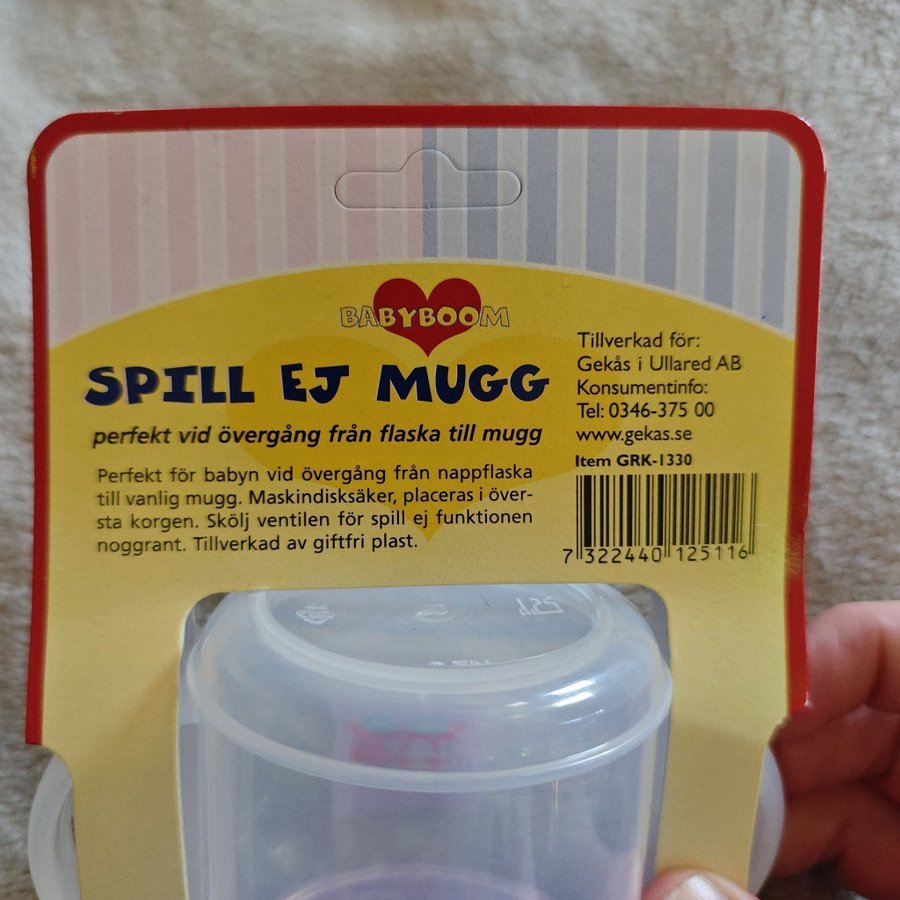 BABYBOOM
SPILL EJ MUGG
perfekt vid övergång från flaska till mugg
Perfekt för babyn vid övergång från nappflaska
till vanlig mugg. Maskindisksäker, placeras i över-
sta korgen. Skölj ventilen för spill ej funktionen
noggrant. Tillverkad av giftfri plast.
Tillverkad för:
Gekås i Ullared AB
Konsumentinfo:
Tel: 0346-375 00
www.gekas.se
Item GRK-1330
7 322440 125116